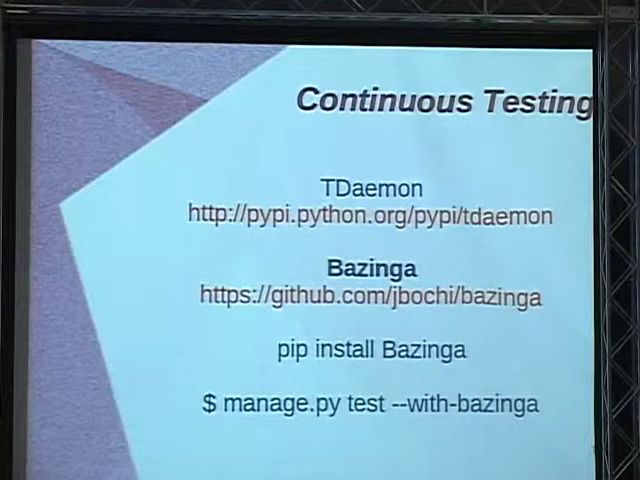 Continuous Testing
TDaemon
http://pypi.python.org/pypi/tdaemon
Bazinga
https://github.com/jbochi/bazinga
pip install Bazinga
$ manage.py test --with-bazinga